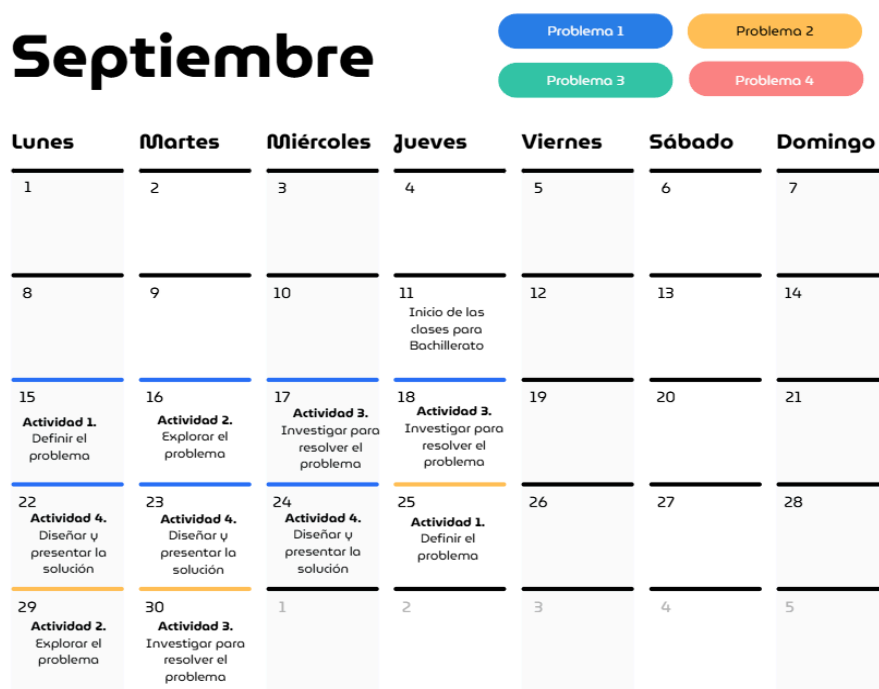 Septiembre
Problema 1
Problema 2
Problema 3
Problema 4
Lunes
Martes
Miércoles
Jueves
Viernes
Sábado
Domingo
1
2
3
4
5
6
7
8
9
10
11
Inicio de las
clases para
Bachillerato
12
13
14
15
Actividad 1.
Definir el
problema
16
Actividad 2.
Explorar el
problema
17
Actividad 3.
Investigar para
resolver el
problema
18
Actividad 3.
Investigar para
resolver el
problema
19
20
21
22
Actividad 4.
Diseñar y
presentar la
solución
23
Actividad 4.
Diseñar y
presentar la
solución
24
Actividad 4.
Diseñar y
presentar la
solución
25
Actividad 1.
Definir el
problema
26
27
28
29
Actividad 2.
Explorar el
problema
30
Actividad 3.
Investigar para
resolver el
problema
1
2
3
4
5